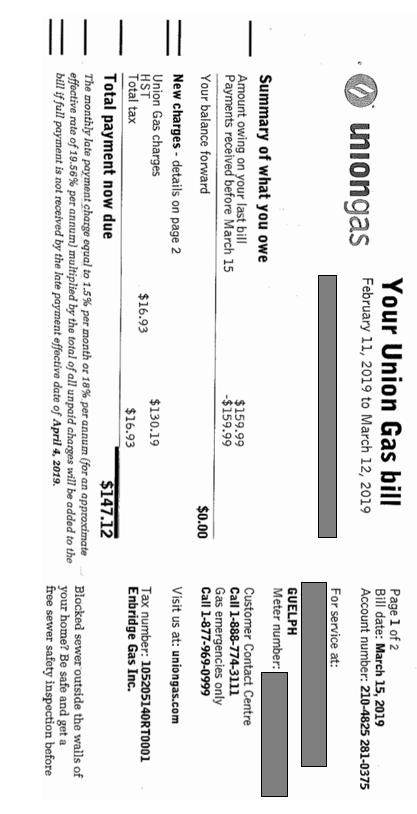 uniongas
Your Union Gas bill
February 11, 2019 to March 12, 2019
Page 1 of 2
Bill date: March 15, 2019
Account number: 210-4825 281-0375
For service at:
GUELPH
Meter number:
Summary of what you owe
Amount owing on your last bill $159.99
Payments received before March 15 -$159.99
Your balance forward $0.00
New charges - details on page 2
Union Gas charges $130.19
HST $16.93
Total tax $16.93
Total payment now due $147.12
The monthly late payment charge equal to 1.5% per month or 18% per annum (for an approximate
effective rate of 19.56% per annum) multiplied by the total of all unpaid charges will be added to the
bill if full payment is not received by the late payment effective date of April 4, 2019.
Customer Contact Centre
Call 1-888-774-3111
Gas emergencies only
Call 1-877-969-0999
Visit us at: uniongas.com
Tax number: 105205140RT0001
Enbridge Gas Inc.
Blocked sewer outside the walls of
your home? Be safe and get a
free sewer safety inspection before